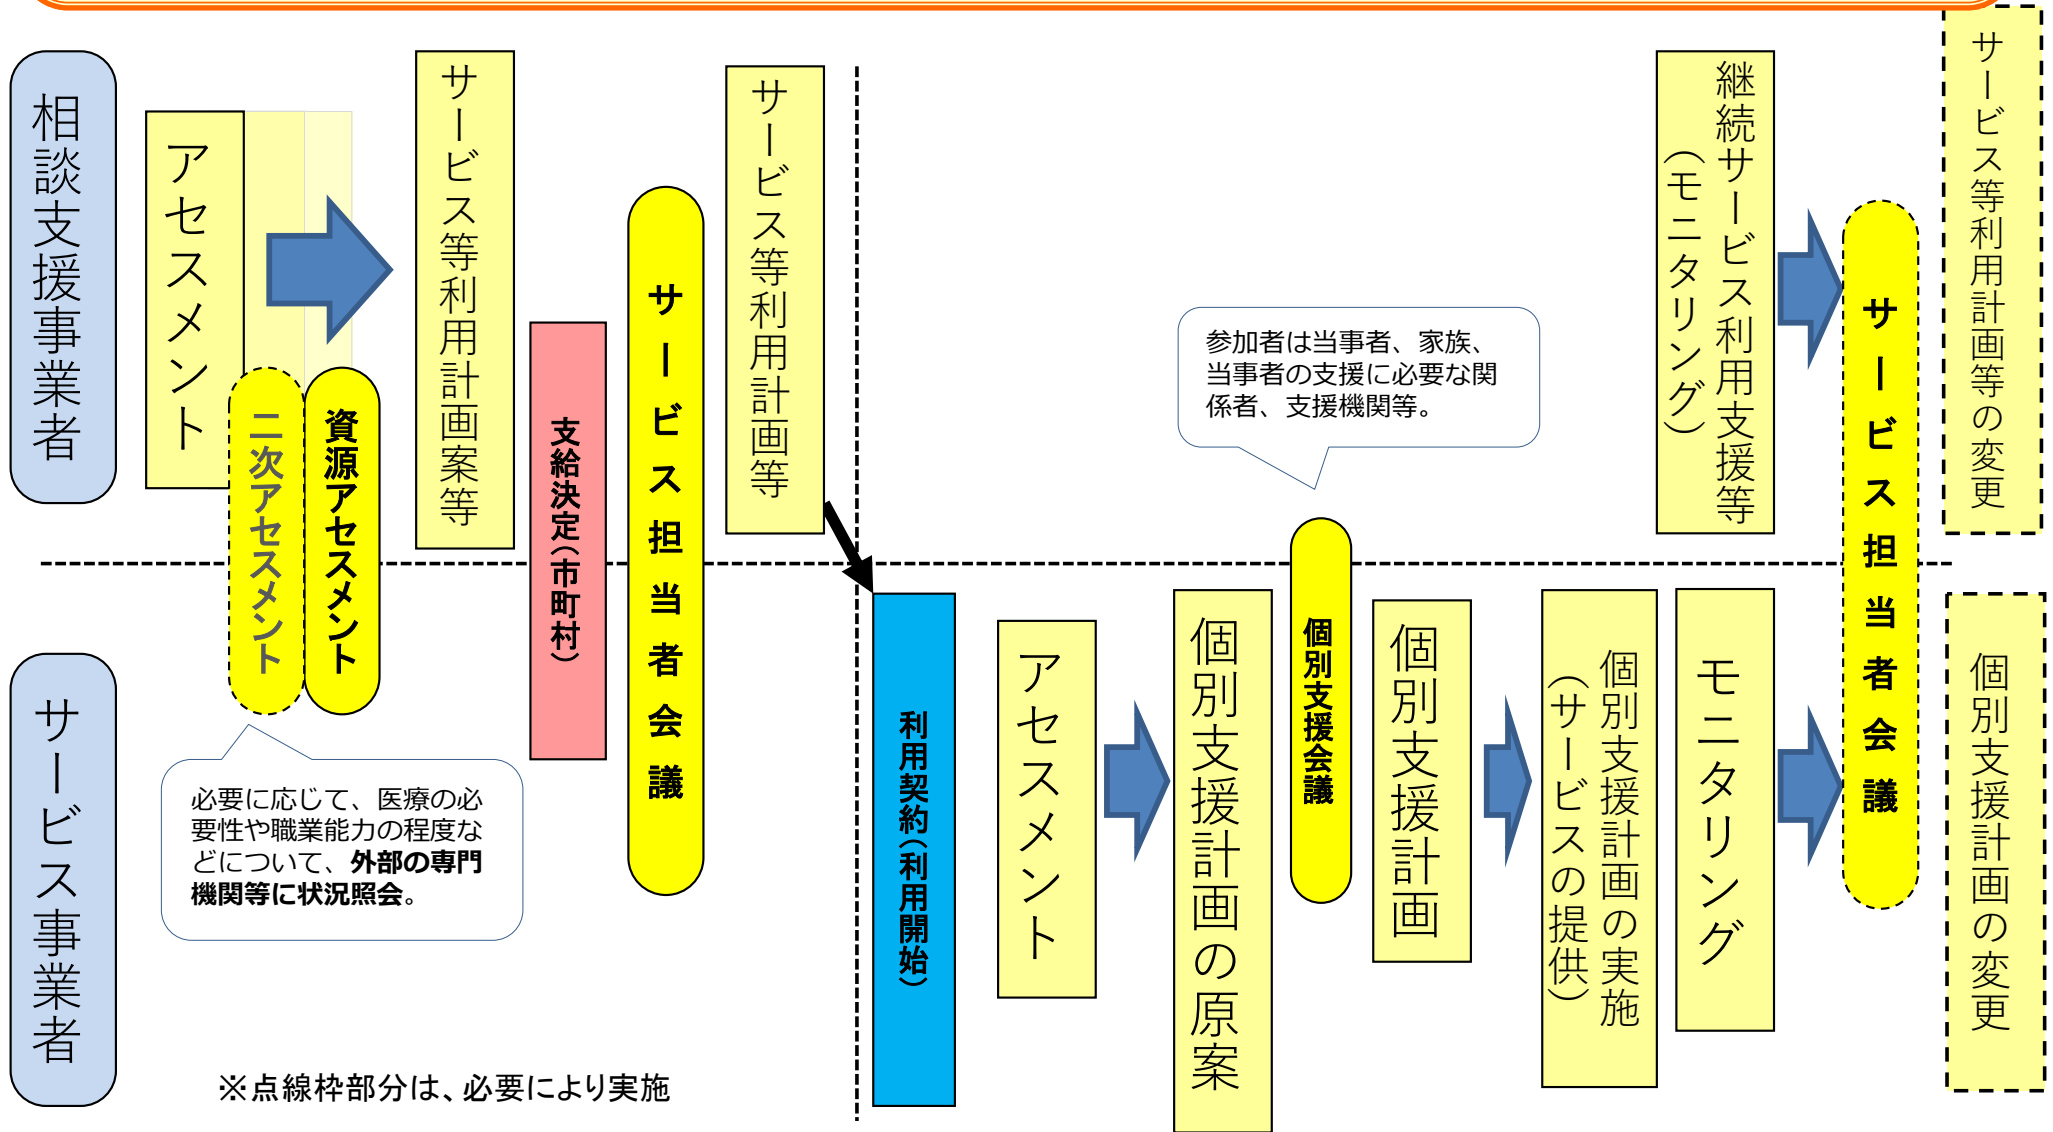 相談支援事業者
アセスメント
二次アセスメント
資源アセスメント
サービス等利用計画案等
支給決定(市町村)
サービス担当者会議
サービス等利用計画等
継続サービス利用支援等
(モニタリング)
サービス担当者会議
サービス等利用計画等の変更
参加者は当事者、家族、
当事者の支援に必要な関
係者、支援機関等。
サービス事業者
必要に応じて、医療の必
要性や職業能力の程度な
どについて、外部の専門
機関等に状況照会。
利用契約(利用開始)
アセスメント
個別支援計画の原案
個別支援会議
個別支援計画
個別支援計画の実施
(サービスの提供)
モニタリング
個別支援計画の変更
※点線枠部分は、必要により実施